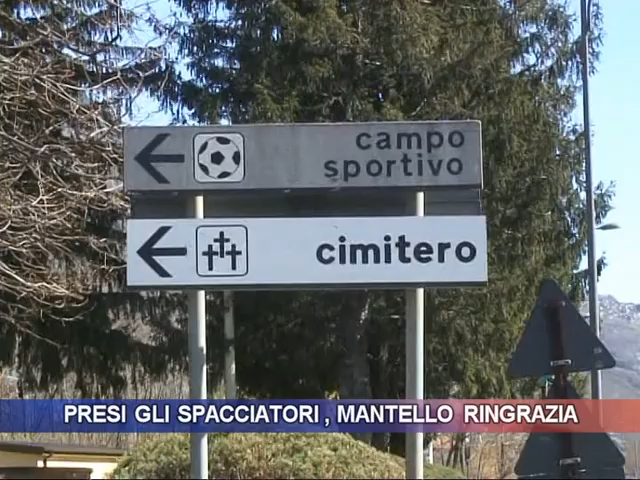 campo
sportivo
cimitero
PRESI GLI SPACCIATORI, MANTELLO RINGRAZIA